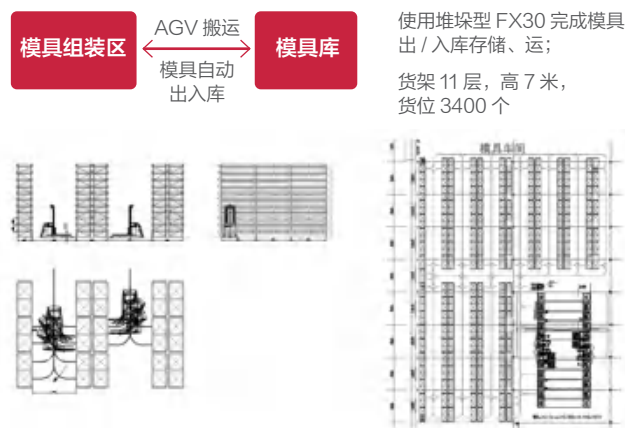 模具组装区
AGV 搬运
模具自动
出入库
模具库
使用堆垛型 FX30 完成模具
出 / 入库存储、运;
货架 11 层，高 7 米，
货位 3400 个
模具车间